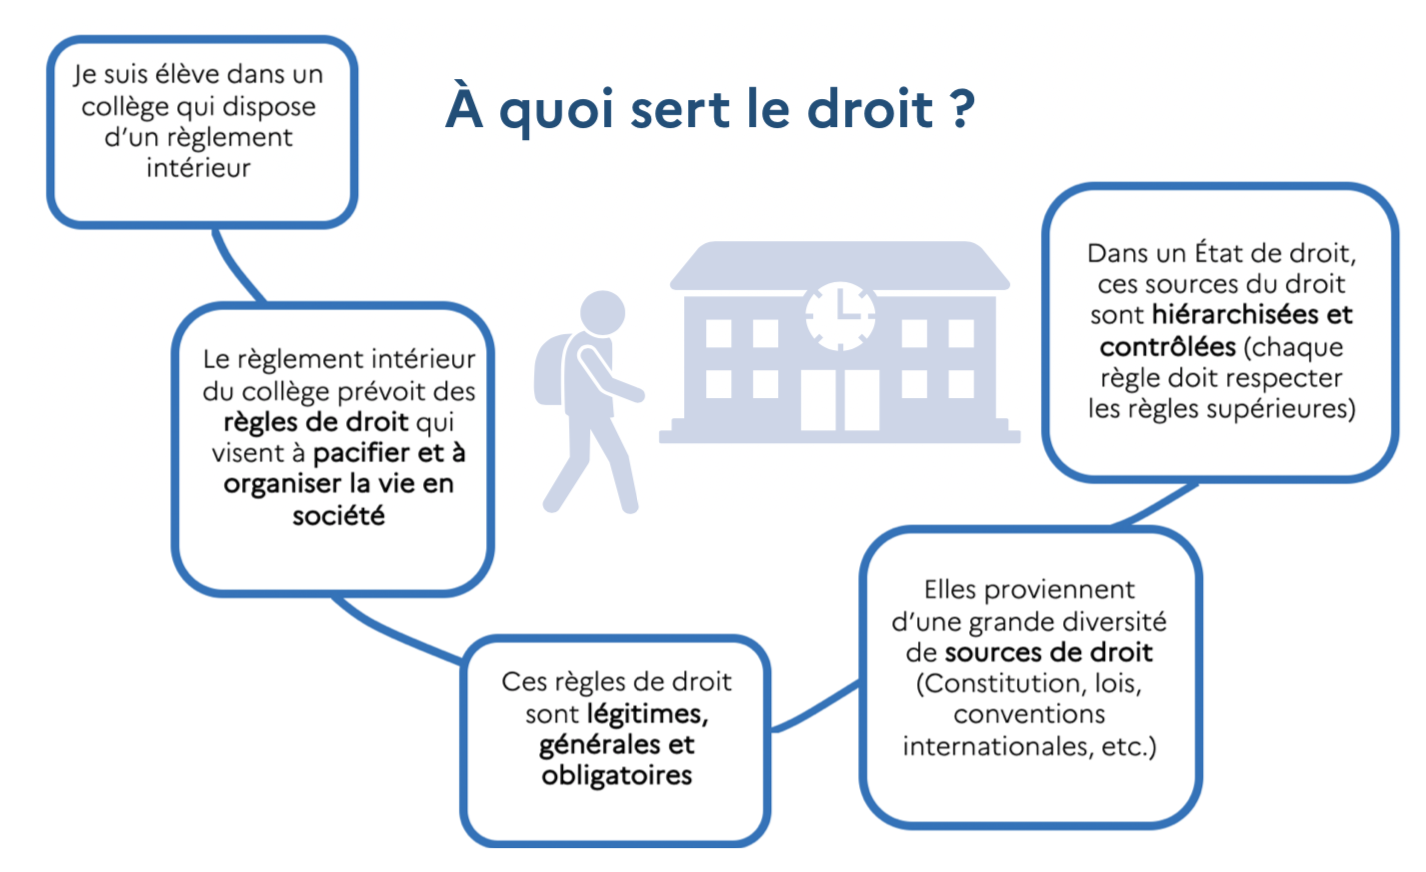 Je suis élève dans un
collège qui dispose
d'un règlement
intérieur
À quoi sert le droit ?
Le règlement intérieur
du collège prévoit des
règles de droit qui
visent à pacifier et à
organiser la vie en
société
Ces règles de droit
sont légitimes,
générales et
obligatoires
Elles proviennent
d'une grande diversité
de sources de droit
(Constitution, lois,
conventions
internationales, etc.)
Dans un État de droit,
ces sources du droit
sont hiérarchisées et
contrôlées (chaque
règle doit respecter
les règles supérieures)